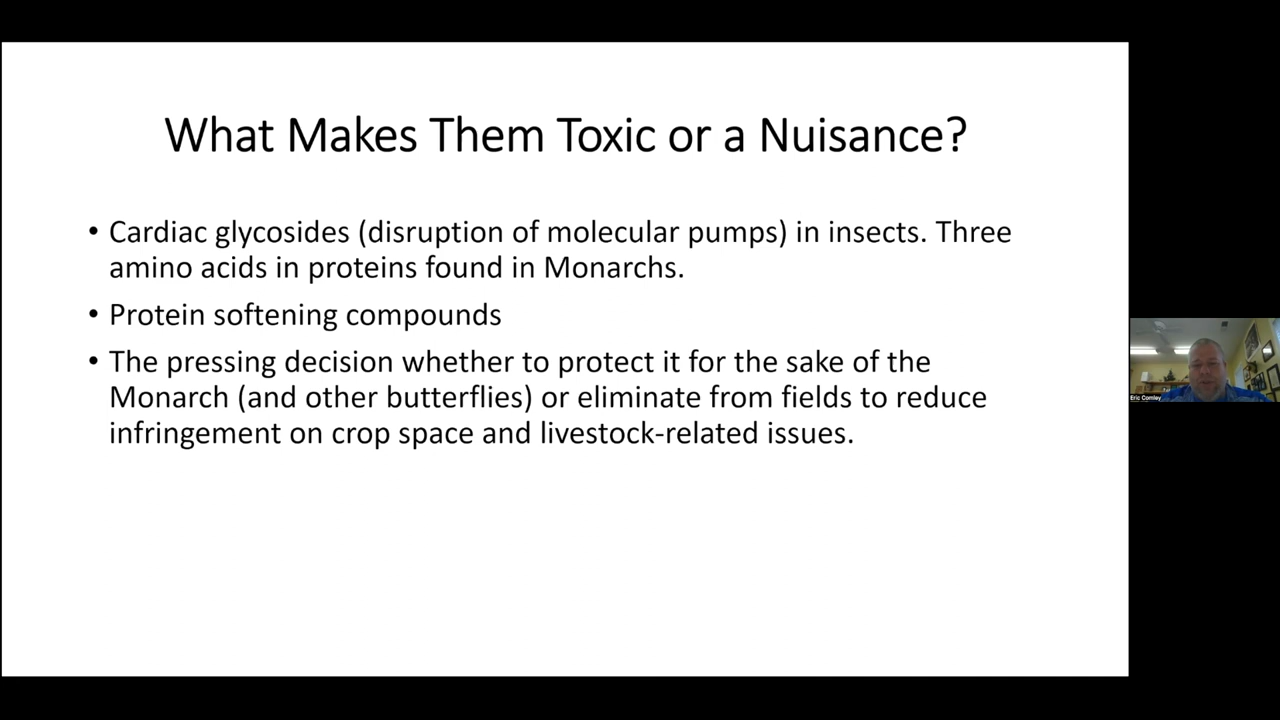 What Makes Them Toxic or a Nuisance?
• Cardiac glycosides (disruption of molecular pumps) in insects. Three
amino acids in proteins found in Monarchs.
• Protein softening compounds
• The pressing decision whether to protect it for the sake of the
Monarch (and other butterflies) or eliminate from fields to reduce
infringement on crop space and livestock-related issues.
Eric Comley